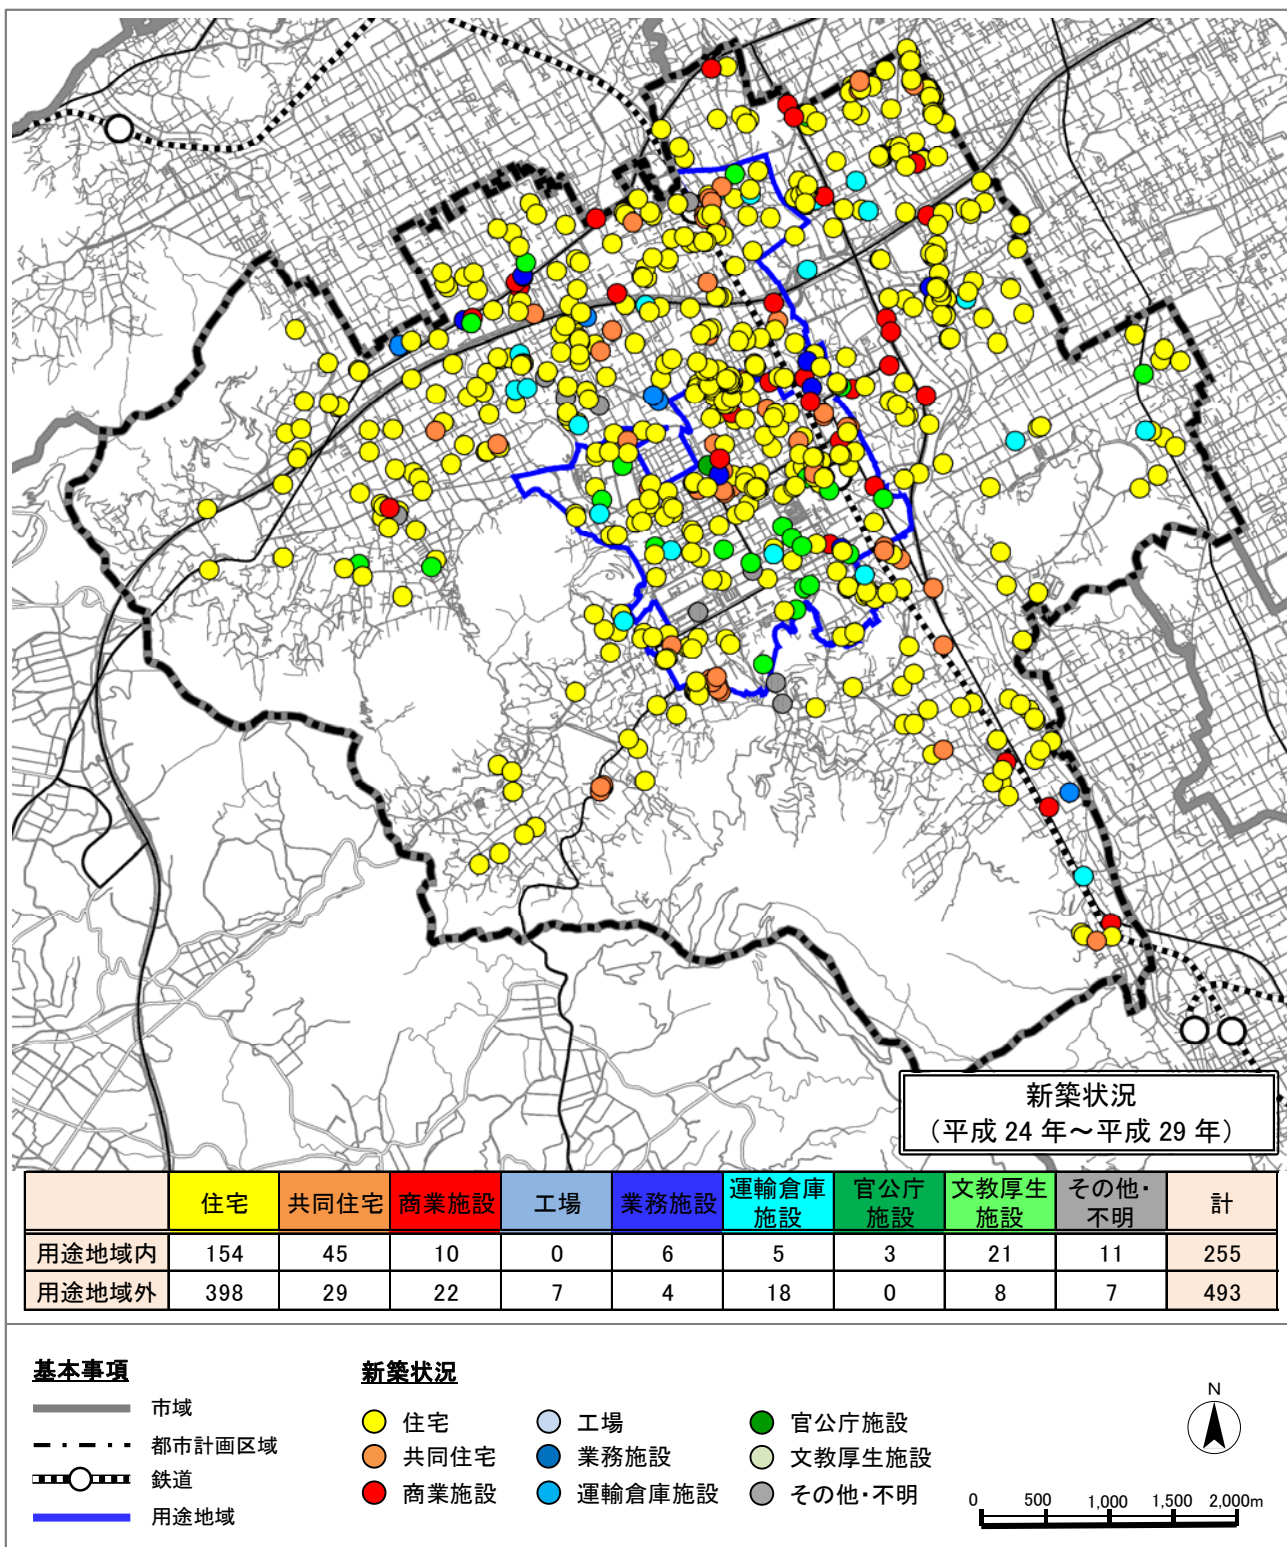 新築状況
（平成 24 年～平成 29 年）
住宅 共同住宅 商業施設 工場 業務施設 運輸倉庫施設 官公庁施設 文教厚生施設 その他・不明 計
用途地域内 154 45 10 0 6 5 3 21 11 255
用途地域外 398 29 22 7 4 18 0 8 7 493
基本事項
市域
都市計画区域
鉄道
用途地域
新築状況
住宅 工場 官公庁施設
共同住宅 業務施設 文教厚生施設
商業施設 運輸倉庫施設 その他・不明
N
0 500 1,000 1,500 2,000m